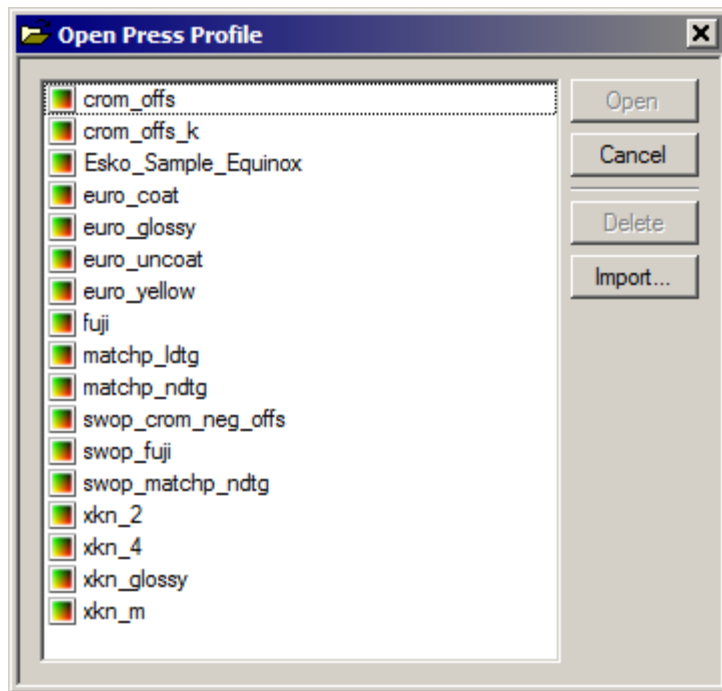 Open Press Profile
crom_offs
crom_offs_k
Esko_Sample_Equinox
euro_coat
euro_glossy
euro_uncoat
euro_yellow
fuji
matchp_ldtg
matchp_ndtg
swop_crom_neg_offs
swop_fuji
swop_matchp_ndtg
xkn_2
xkn_4
xkn_glossy
xkn_m
Open
Cancel
Delete
Import...